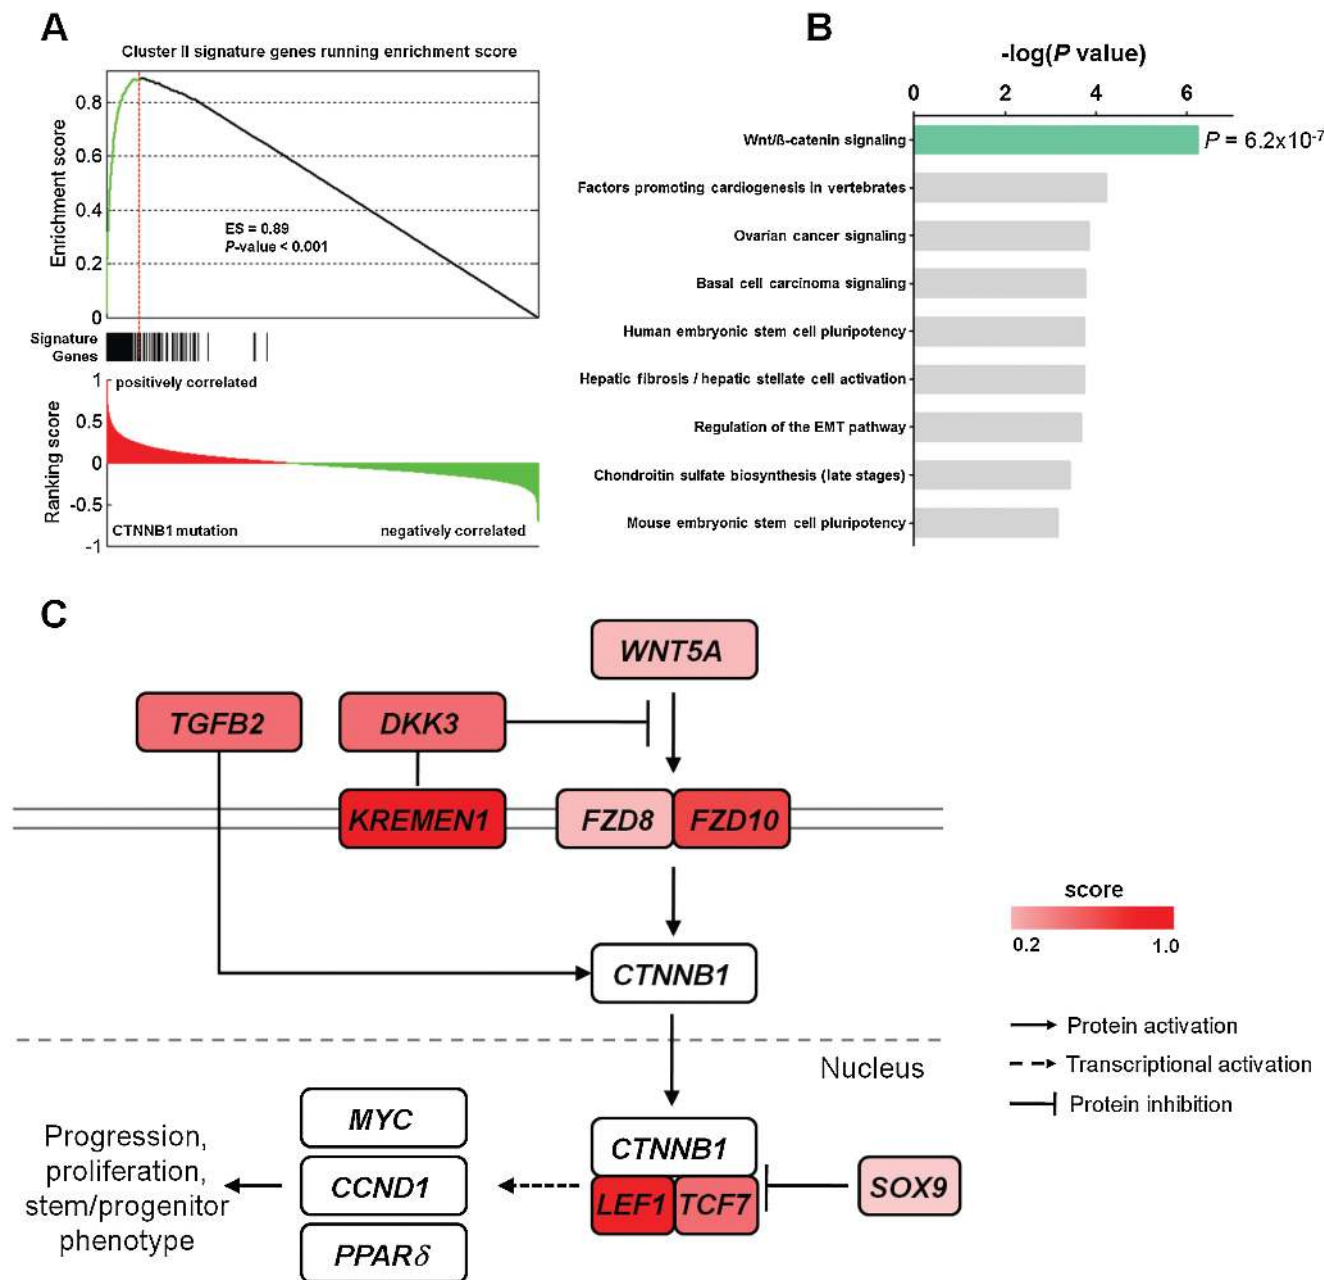 A
Cluster II signature genes running enrichment score
Enrichment score
0.8
0.6
0.4
0.2
0
ES = 0.89
P-value < 0.001
Signature
Genes
1
0.5
0
-0.5
-1
Ranking score
positively correlated
CTNNB1 mutation
negatively correlated
B
-log(P value)
0 2 4 6
Wnt/ß-catenin signaling
P = 6.2x10-7
Factors promoting cardiogenesis in vertebrates
Ovarian cancer signaling
Basal cell carcinoma signaling
Human embryonic stem cell pluripotency
Hepatic fibrosis / hepatic stellate cell activation
Regulation of the EMT pathway
Chondroitin sulfate biosynthesis (late stages)
Mouse embryonic stem cell pluripotency
C
WNT5A
TGFB2
DKK3
KREMEN1
FZD8
FZD10
CTNNB1
score
0.2 1.0
Protein activation
Transcriptional activation
Protein inhibition
Nucleus
CTNNB1
LEF1
TCF7
SOX9
MYC
CCND1
PPARδ
Progression,
proliferation,
stem/progenitor
phenotype